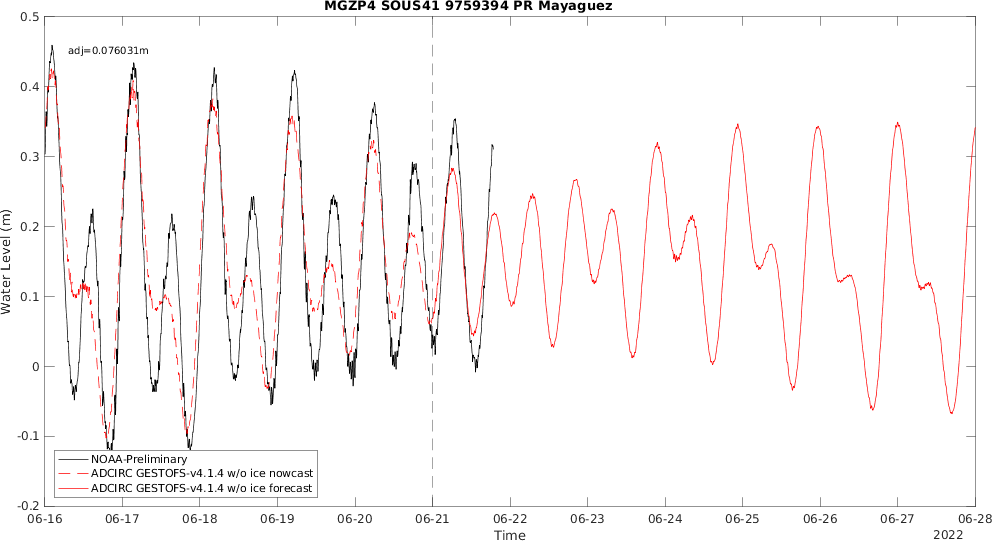 MGZP4 SOUS41 9759394 PR Mayaguez
adj=0.076031m
Water Level (m)
0.5
0.4
0.3
0.2
0.1
0
-0.1
-0.2
NOAA-Preliminary
ADCIRC GESTOFS-v4.1.4 w/o ice nowcast
ADCIRC GESTOFS-v4.1.4 w/o ice forecast
06-16 06-17 06-18 06-19 06-20 06-21 06-22 06-23 06-24 06-25 06-26 06-27 06-28
Time
2022